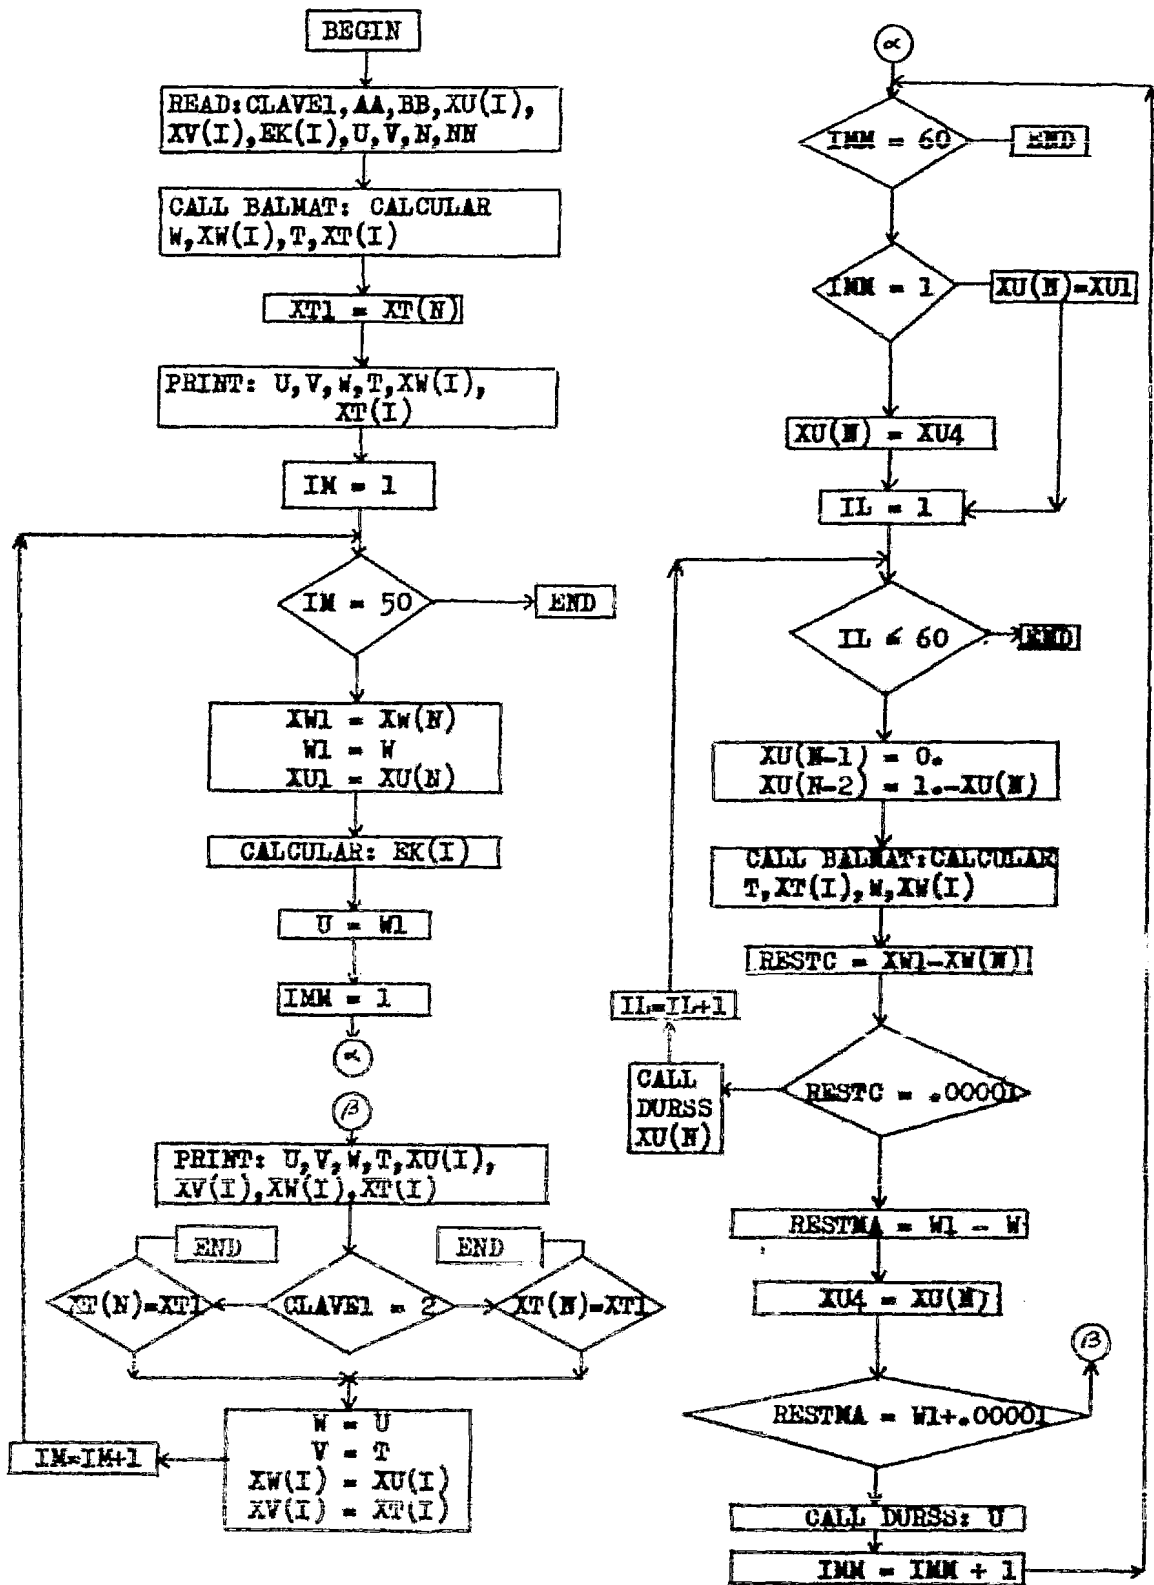 BEGIN
READ:CLAVE1,AA,BB,XU(I),
XV(I),EK(I),U,V,N,NN
CALL BALMAT: CALCULAR
W,XW(I),T,XT(I)
XT1 = XT(N)
PRINT: U,V,W,T,XW(I),
XT(I)
IM = 1
IM = 50
END
XW1 = XW(N)
W1 = W
XU1 = XU(N)
CALCULAR: EK(I)
U = W1
IMM = 1
∝
β
PRINT: U,V,W,T,XU(I),
XV(I),XW(I),XT(I)
END
END
XT(N)=XT1
CLAVE1 = 2
XT(N)=XT1
W = U
V = T
XW(I) = XU(I)
XV(I) = XT(I)
IM=IM+1
∝
IMM = 60
END
IMM = 1
XU(N)=XU1
XU(N) = XU4
IL = 1
IL ≤ 60
END
XU(N-1) = 0.
XU(N-2) = 1.-XU(N)
CALL BALMAT:CALCULAR
T,XT(I),W,XW(I)
RESTC = XW1-XW(N)
IL=IL+1
CALL
DURSS
XU(N)
RESTC = .00001
RESTMA = W1 - W
XU4 = XU(N)
β
RESTMA = W1+.00001
CALL DURSS: U
IMM = IMM + 1